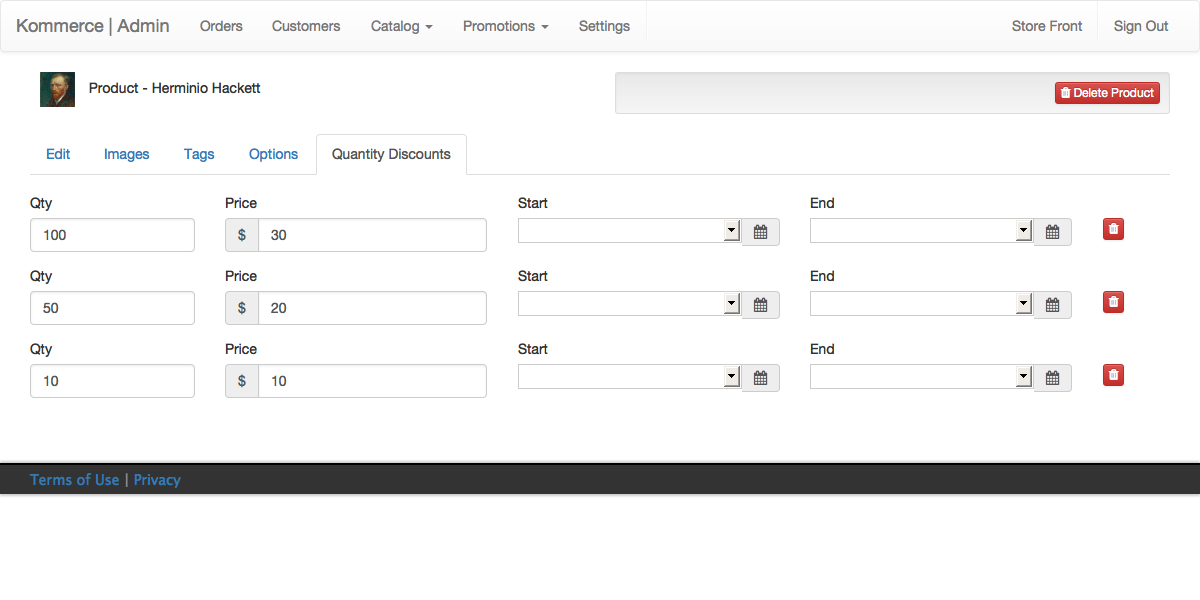 Kommerce | Admin Orders Customers Catalog Promotions Settings Store Front Sign Out
Product - Herminio Hackett Delete Product
Edit Images Tags Options Quantity Discounts
Qty Price Start End
100 $ 30
Qty Price Start End
50 $ 20
Qty Price Start End
10 $ 10
Terms of Use | Privacy